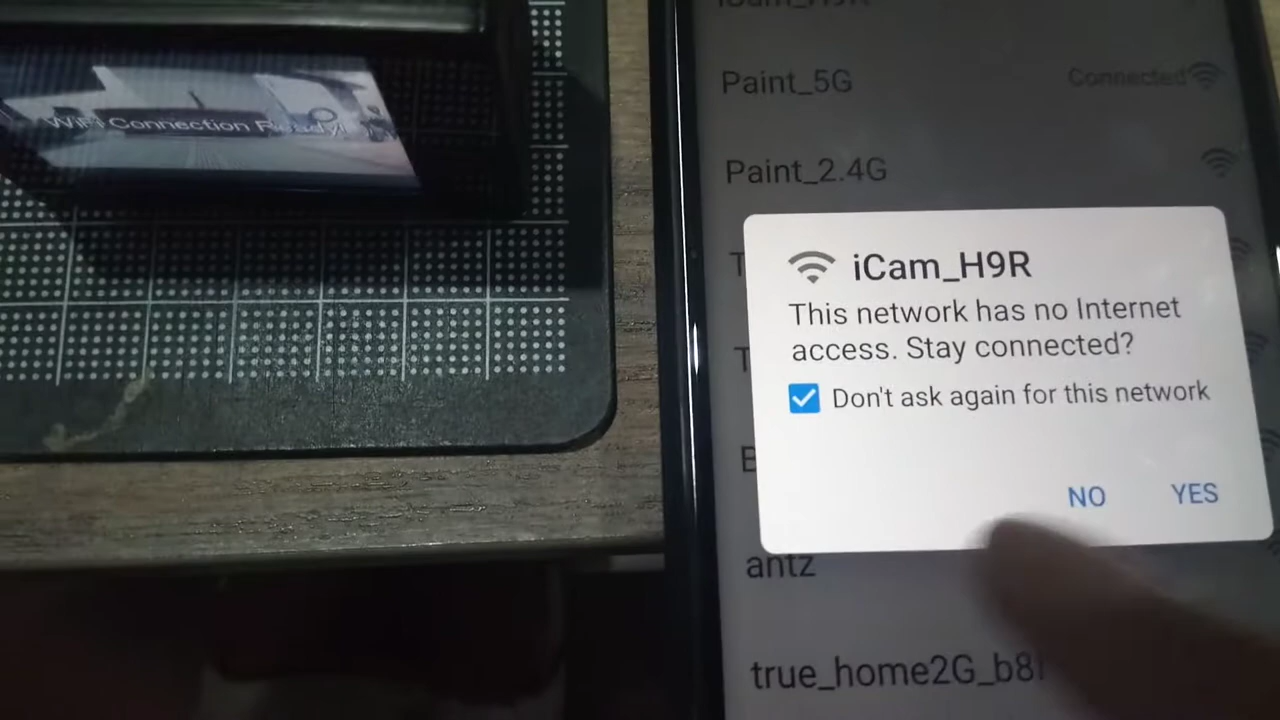 WiFi Connection Ready!
iCam_H9R
Paint_5G
Connected
Paint_2.4G
T
iCam_H9R
This network has no Internet
access. Stay connected?
T
Don't ask again for this network
B
NO
YES
antz
true_home2G_b8